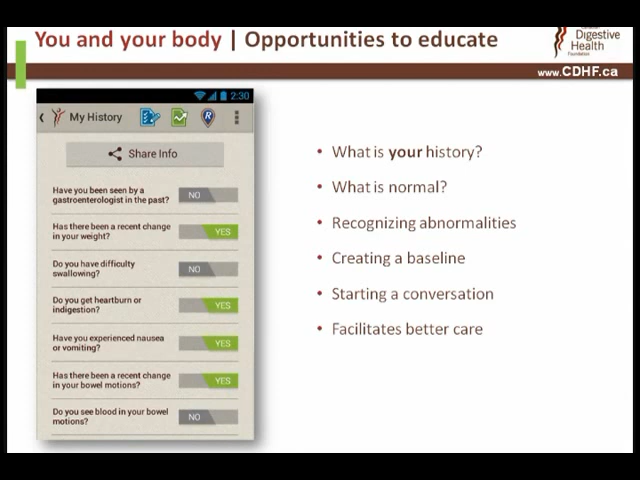 You and your body | Opportunities to educate
Digestive
Health
Foundation
www.CDHF.ca
2:30
My History
R
Share Info
Have you been seen by a
gastroenterologist in the past?
NO
Has there been a recent change
in your weight?
YES
Do you have difficulty
swallowing?
NO
Do you get heartburn or
indigestion?
YES
Have you experienced nausea
or vomiting?
YES
Has there been a recent change
in your bowel motions?
YES
Do you see blood in your bowel
motions?
NO
• What is your history?
• What is normal?
• Recognizing abnormalities
• Creating a baseline
• Starting a conversation
• Facilitates better care